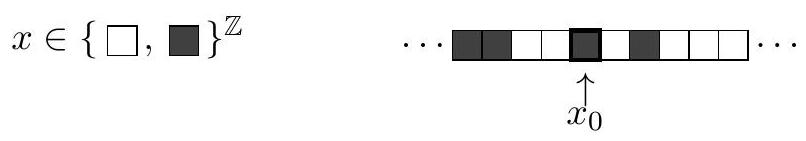 x ∈ { □, ■ }^ℤ ⋯ ■■□□■□■□□□ ⋯
x₀